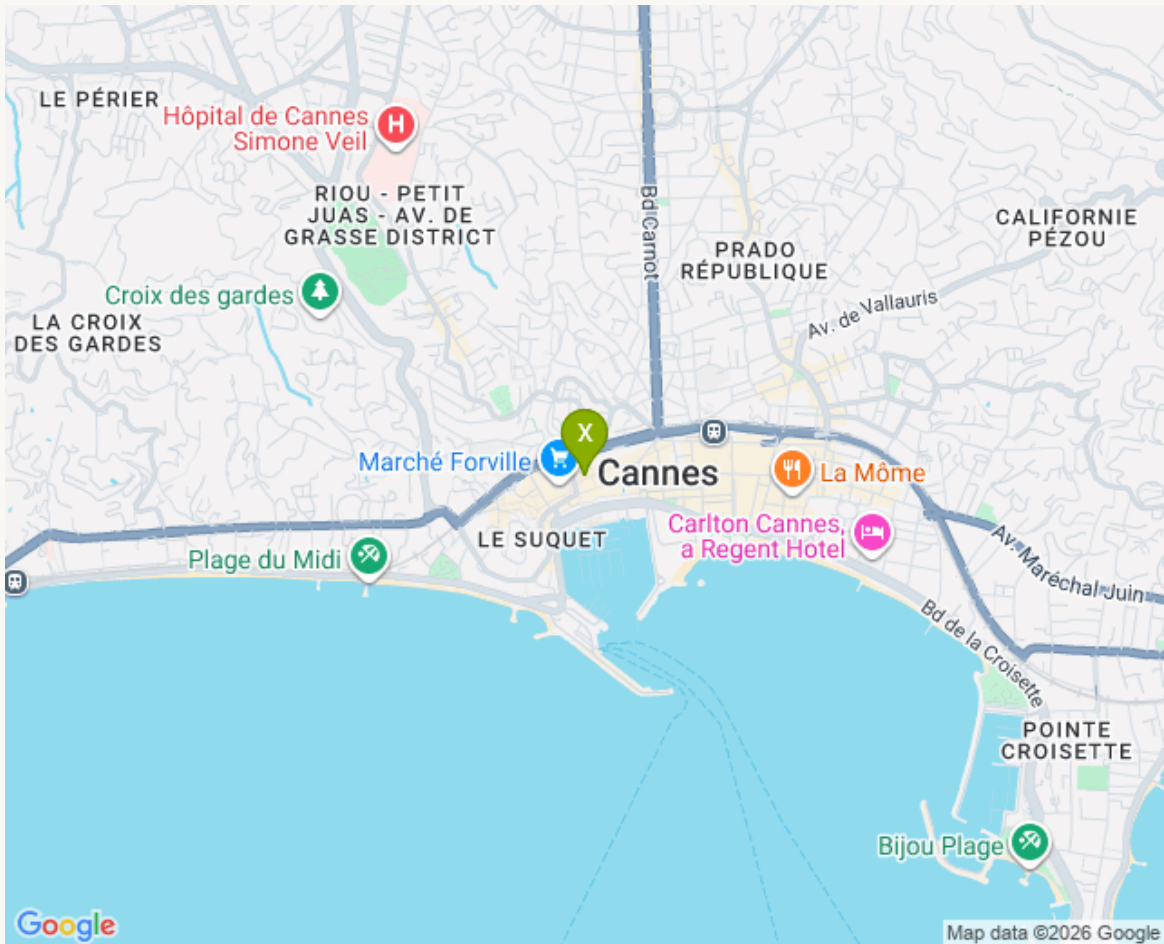 LE PÉRIER
Hôpital de Cannes
Simone Veil
H
RIOU - PETIT
JUAS - AV. DE
GRASSE DISTRICT
Bd Carnot
CALIFORNIE
PÉZOU
PRADO
RÉPUBLIQUE
Croix des gardes
Av. de Vallauris
LA CROIX
DES GARDES
X
Marché Forville
Cannes
La Môme
LE SUQUET
Carlton Cannes,
a Regent Hotel
Plage du Midi
Av. Maréchal Juin
Bd de la Croisette
POINTE
CROISETTE
Bijou Plage
Google
Map data ©2026 Google